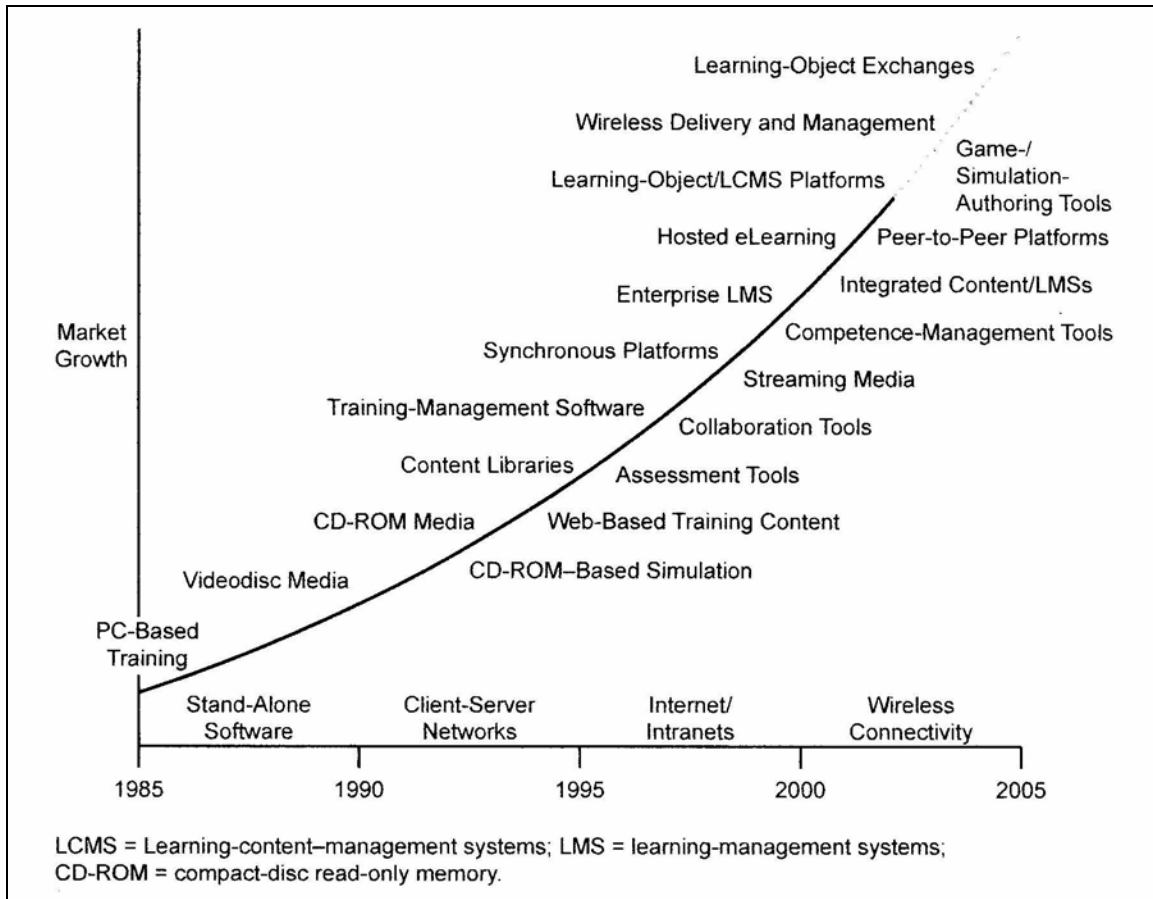 Learning-Object Exchanges
Wireless Delivery and Management
Game-/
Simulation-
Authoring Tools
Learning-Object/LCMS Platforms
Hosted eLearning
Peer-to-Peer Platforms
Integrated Content/LMSs
Enterprise LMS
Competence-Management Tools
Market
Growth
Synchronous Platforms
Streaming Media
Training-Management Software
Collaboration Tools
Content Libraries
Assessment Tools
CD-ROM Media
Web-Based Training Content
CD-ROM–Based Simulation
Videodisc Media
PC-Based
Training
Stand-Alone
Software
Client-Server
Networks
Internet/
Intranets
Wireless
Connectivity
1985
1990
1995
2000
2005
LCMS = Learning-content–management systems; LMS = learning-management systems;
CD-ROM = compact-disc read-only memory.